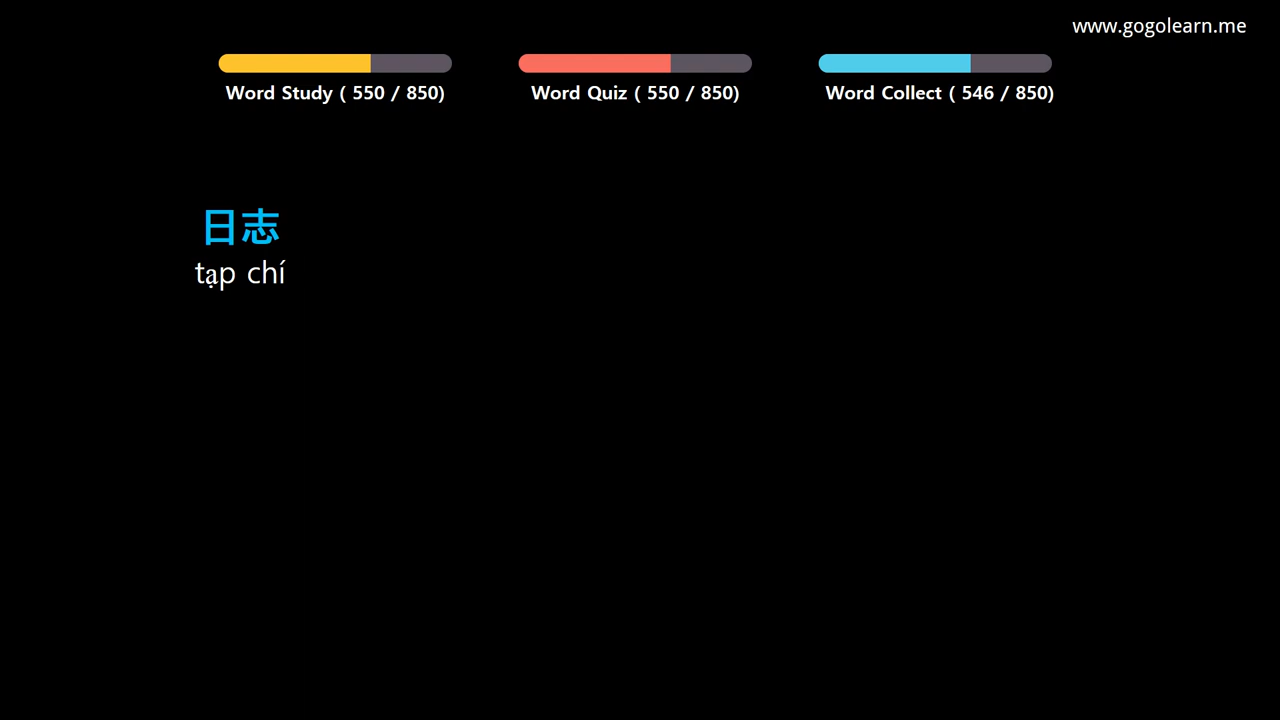 www.gogolearn.me
Word Study ( 550 / 850)
Word Quiz ( 550 / 850)
Word Collect ( 546 / 850)
日志
tạp chí